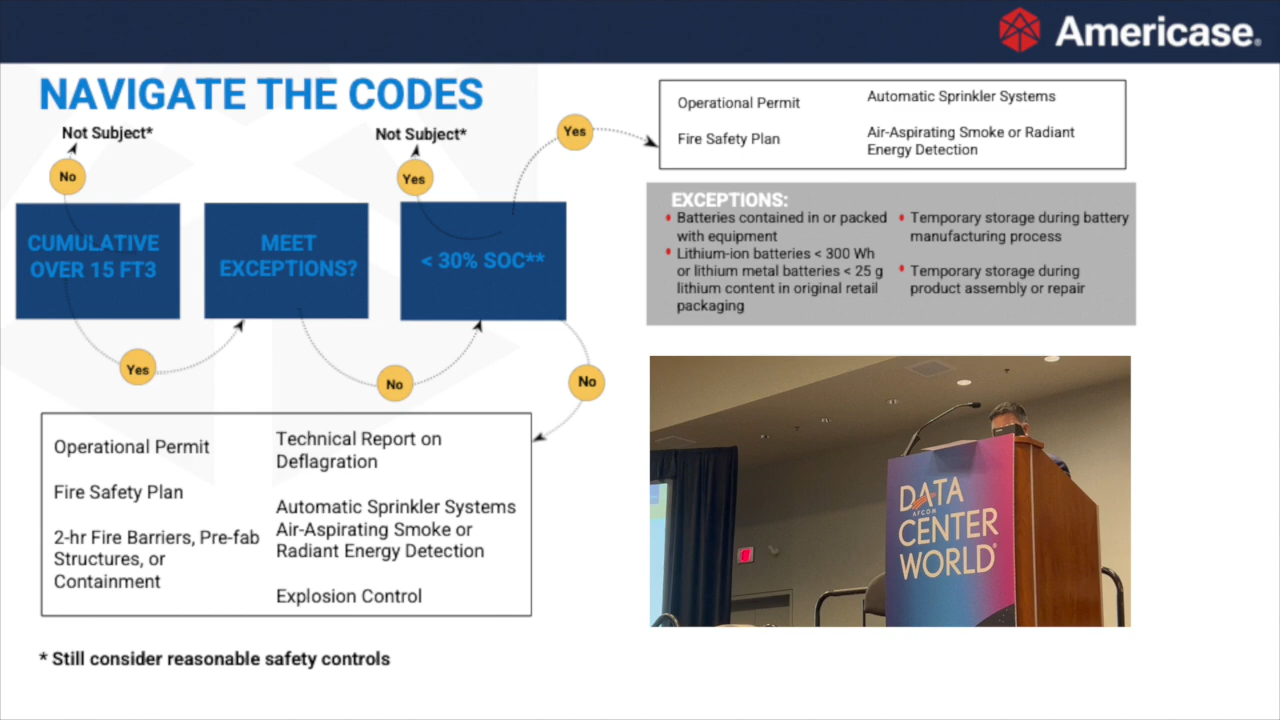 Americase®
NAVIGATE THE CODES
Not Subject*
No
CUMULATIVE
OVER 15 FT3
Yes
MEET
EXCEPTIONS?
No
Not Subject*
Yes
< 30% SOC**
Yes
No
Operational Permit
Fire Safety Plan
Automatic Sprinkler Systems
Air-Aspirating Smoke or Radiant
Energy Detection
EXCEPTIONS:
Batteries contained in or packed
with equipment
Lithium-ion batteries < 300 Wh
or lithium metal batteries < 25 g
lithium content in original retail
packaging
Temporary storage during battery
manufacturing process
Temporary storage during
product assembly or repair
Operational Permit
Fire Safety Plan
2-hr Fire Barriers, Pre-fab
Structures, or
Containment
Technical Report on
Deflagration
Automatic Sprinkler Systems
Air-Aspirating Smoke or
Radiant Energy Detection
Explosion Control
DATA
AFCOM
CENTER
WORLD®
* Still consider reasonable safety controls